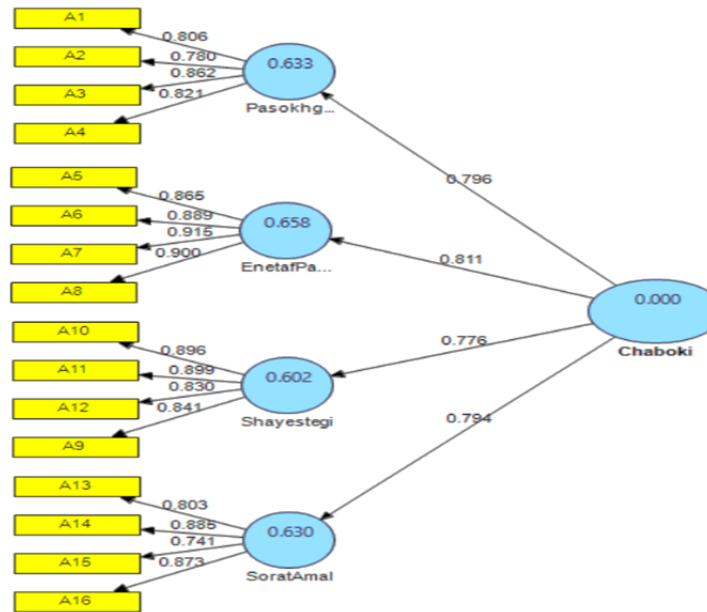 A1
A2
A3
A4
0.806
0.780
0.862
0.821
0.633
Pasokhg...
0.796
A5
A6
A7
A8
0.865
0.889
0.915
0.900
0.658
EnetafPa...
0.811
0.000
Chaboki
A10
A11
A12
A9
0.896
0.899
0.830
0.841
0.602
Shayestegi
0.776
A13
A14
A15
A16
0.803
0.885
0.741
0.873
0.630
SoratAmal
0.794